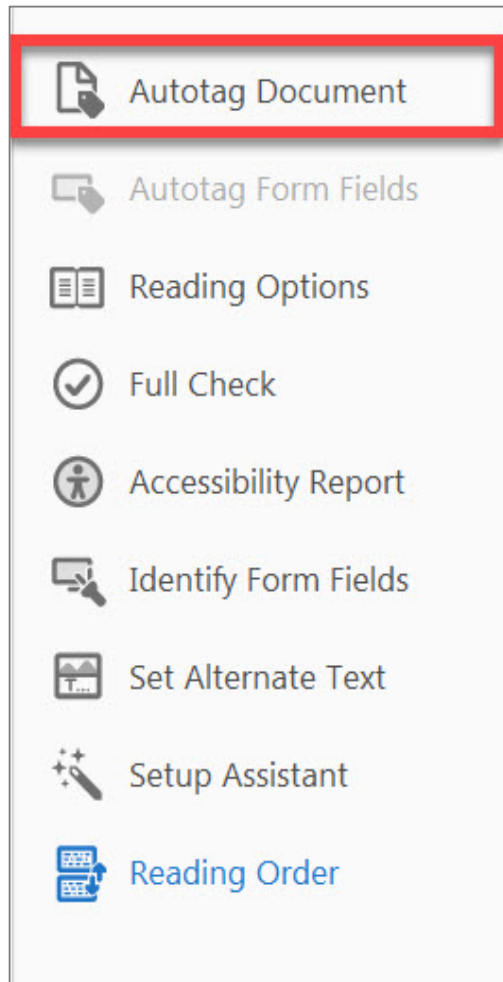 Autotag Document
Autotag Form Fields
Reading Options
Full Check
Accessibility Report
Identify Form Fields
T...
Set Alternate Text
Setup Assistant
Reading Order